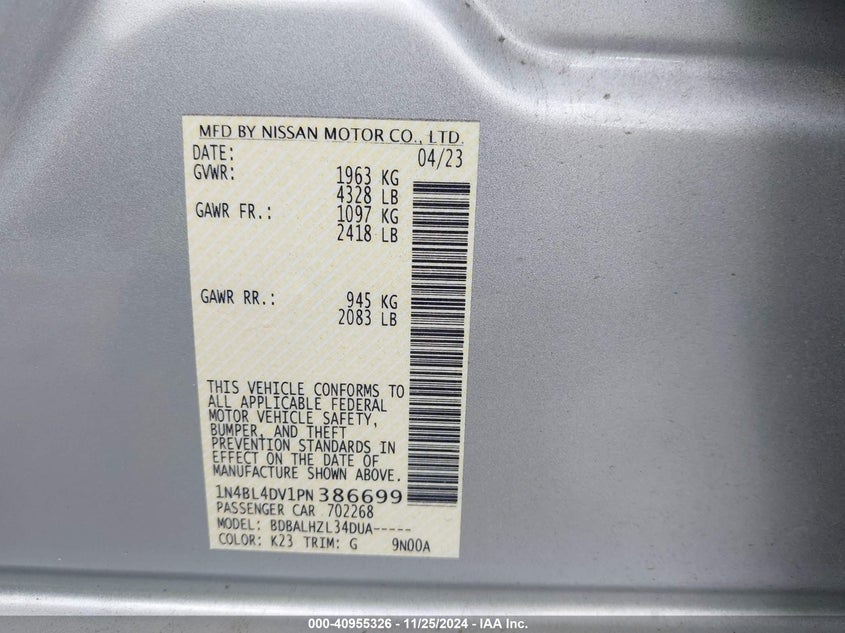 MFD BY NISSAN MOTOR CO., LTD.
DATE: 04/23
GVWR: 1963 KG
4328 LB
GAWR FR.: 1097 KG
2418 LB
GAWR RR.: 945 KG
2083 LB
THIS VEHICLE CONFORMS TO
ALL APPLICABLE FEDERAL
MOTOR VEHICLE SAFETY,
BUMPER, AND THEFT
PREVENTION STANDARDS IN
EFFECT ON THE DATE OF
MANUFACTURE SHOWN ABOVE.
1N4BL4DV1PN386699
PASSENGER CAR 702268
MODEL: BDBALHZL34DUA-----
COLOR: K23 TRIM: G 9N00A
000-40955326 - 11/25/2024 - IAA Inc.